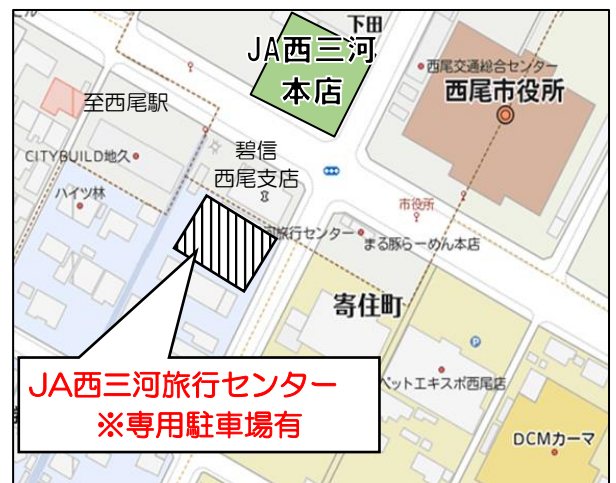 下田
JA西三河
本店
西尾交通総合センター
西尾市役所
至西尾駅
碧信
西尾支店
CITYBUILD地久
ハイツ林
市役所
旅行センター
まる豚らーめん本店
寄住町
P
JA西三河旅行センター
※専用駐車場有
ペットエキスポ西尾店
DCMカーマ